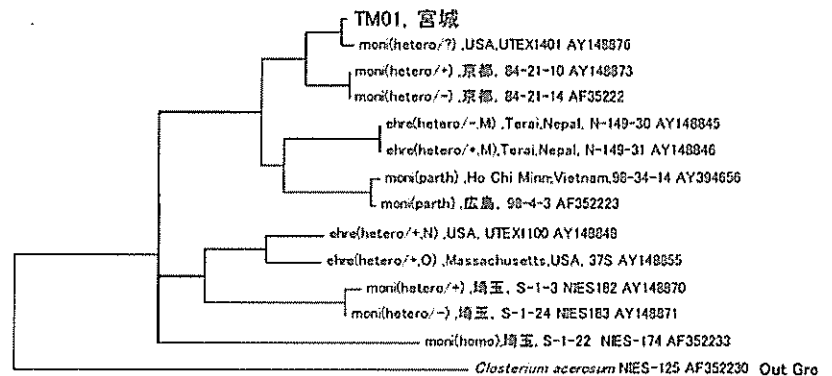 TM01, 宮城
moni(hetero/?) ,USA,UTEX1401 AY148876
moni(hetero/+) ,京都, 84-21-10 AY148873
moni(hetero/-) ,京都, 84-21-14 AF35222
ehre(hetero/-,M) ,Terai,Nepal, N-149-30 AY148845
ehre(hetero/+,M),Terai,Nepal, N-149-31 AY148846
moni(parth) ,Ho Chi Minn,Vietnam,98-34-14 AY394656
moni(parth) ,広島, 98-4-3 AF352223
ehre(hetero/+,N) ,USA, UTEX1100 AY148848
ehre(hetero/+,O) ,Massachusetts,USA, 37S AY148855
moni(hetero/+) ,埼玉, S-1-3 NIES182 AY148870
moni(hetero/-) ,埼玉, S-1-24 NIES183 AY148871
moni(homo),埼玉, S-1-22 NIES-174 AF352233
Closterium acerosum NIES-125 AF352230 Out Gro